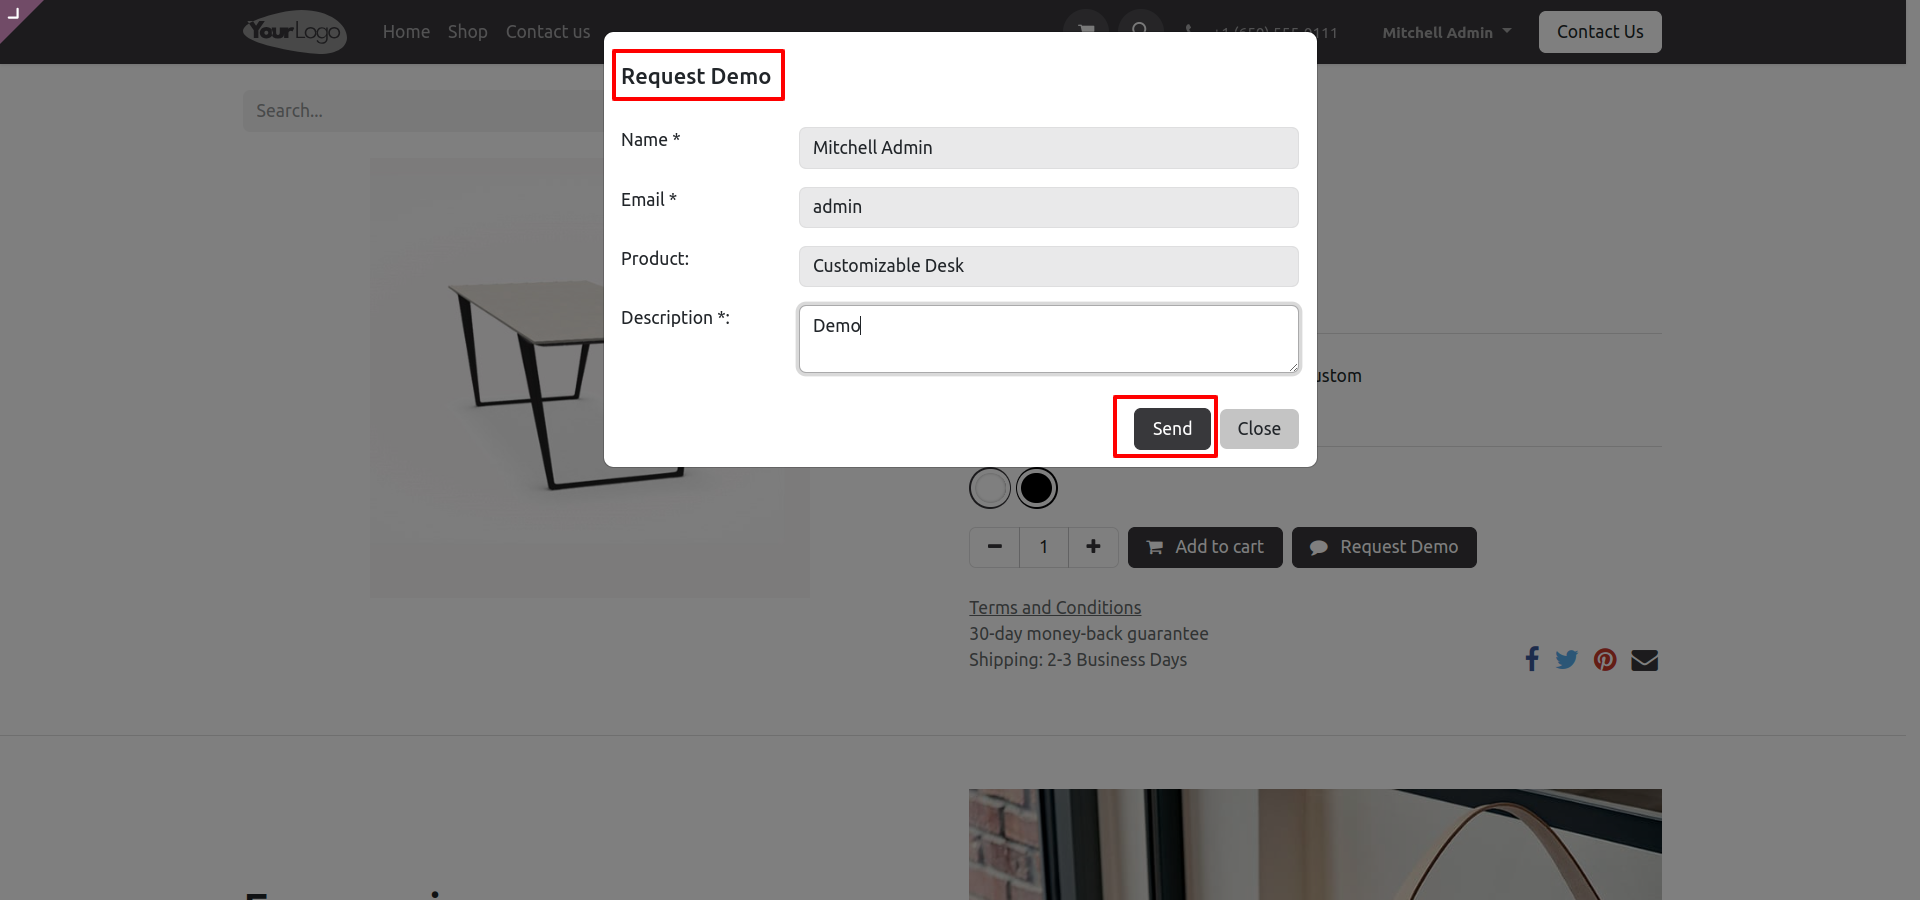 YourLogo
Home Shop Contact us
+1 (650) 555-0111
Mitchell Admin
Contact Us
Search...
Request Demo
Name *
Mitchell Admin
Email *
admin
Product:
Customizable Desk
Description *:
Demo
Send Close
ustom
1
Add to cart
Request Demo
Terms and Conditions
30-day money-back guarantee
Shipping: 2-3 Business Days